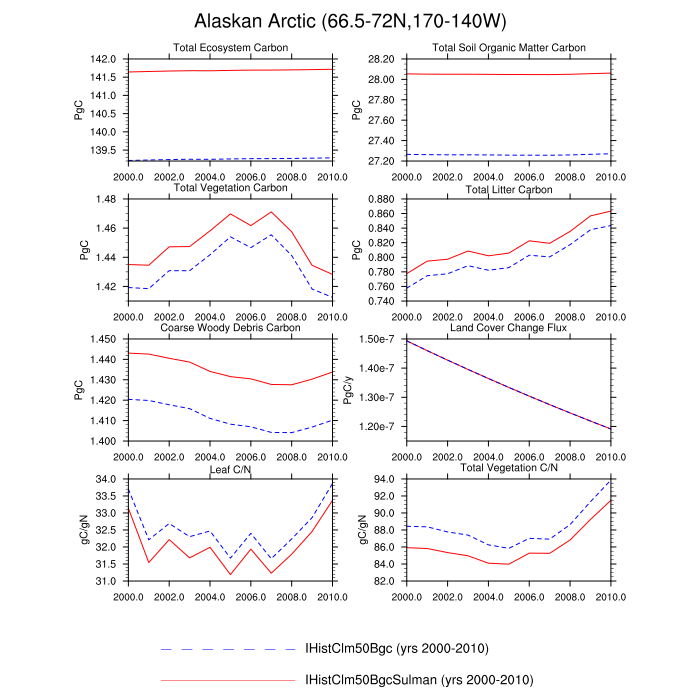 Alaskan Arctic (66.5-72N,170-140W)
Total Ecosystem Carbon
142.0
141.5
141.0
140.5
140.0
139.5
PgC
2000.0 2002.0 2004.0 2006.0 2008.0 2010.0
Total Soil Organic Matter Carbon
28.20
28.00
27.80
27.60
27.40
27.20
PgC
2000.0 2002.0 2004.0 2006.0 2008.0 2010.0
Total Vegetation Carbon
1.48
1.46
1.44
1.42
PgC
2000.0 2002.0 2004.0 2006.0 2008.0 2010.0
Total Litter Carbon
0.880
0.860
0.840
0.820
0.800
0.780
0.760
0.740
PgC
2000.0 2002.0 2004.0 2006.0 2008.0 2010.0
Coarse Woody Debris Carbon
1.450
1.440
1.430
1.420
1.410
1.400
PgC
2000.0 2002.0 2004.0 2006.0 2008.0 2010.0
Land Cover Change Flux
1.50e-7
1.40e-7
1.30e-7
1.20e-7
PgC/y
2000.0 2002.0 2004.0 2006.0 2008.0 2010.0
Leaf C/N
34.0
33.5
33.0
32.5
32.0
31.5
31.0
gC/gN
2000.0 2002.0 2004.0 2006.0 2008.0 2010.0
Total Vegetation C/N
94.0
92.0
90.0
88.0
86.0
84.0
82.0
gC/gN
2000.0 2002.0 2004.0 2006.0 2008.0 2010.0
IHistClm50Bgc (yrs 2000-2010)
IHistClm50BgcSulman (yrs 2000-2010)